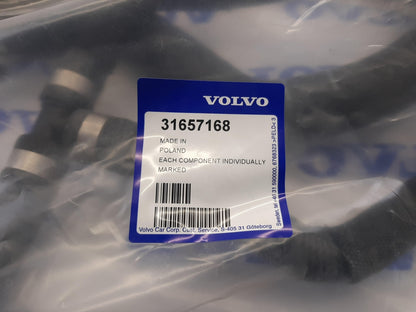 VOLVO
31657168
MADE IN
POLAND
EACH COMPONENT INDIVIDUALLY
MARKED
Volvo Car Corp. Cust. Service, S-405 31 Göteborg